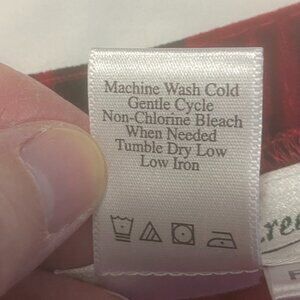 Machine Wash Cold
Gentle Cycle
Non-Chlorine Bleach
When Needed
Tumble Dry Low
Low Iron